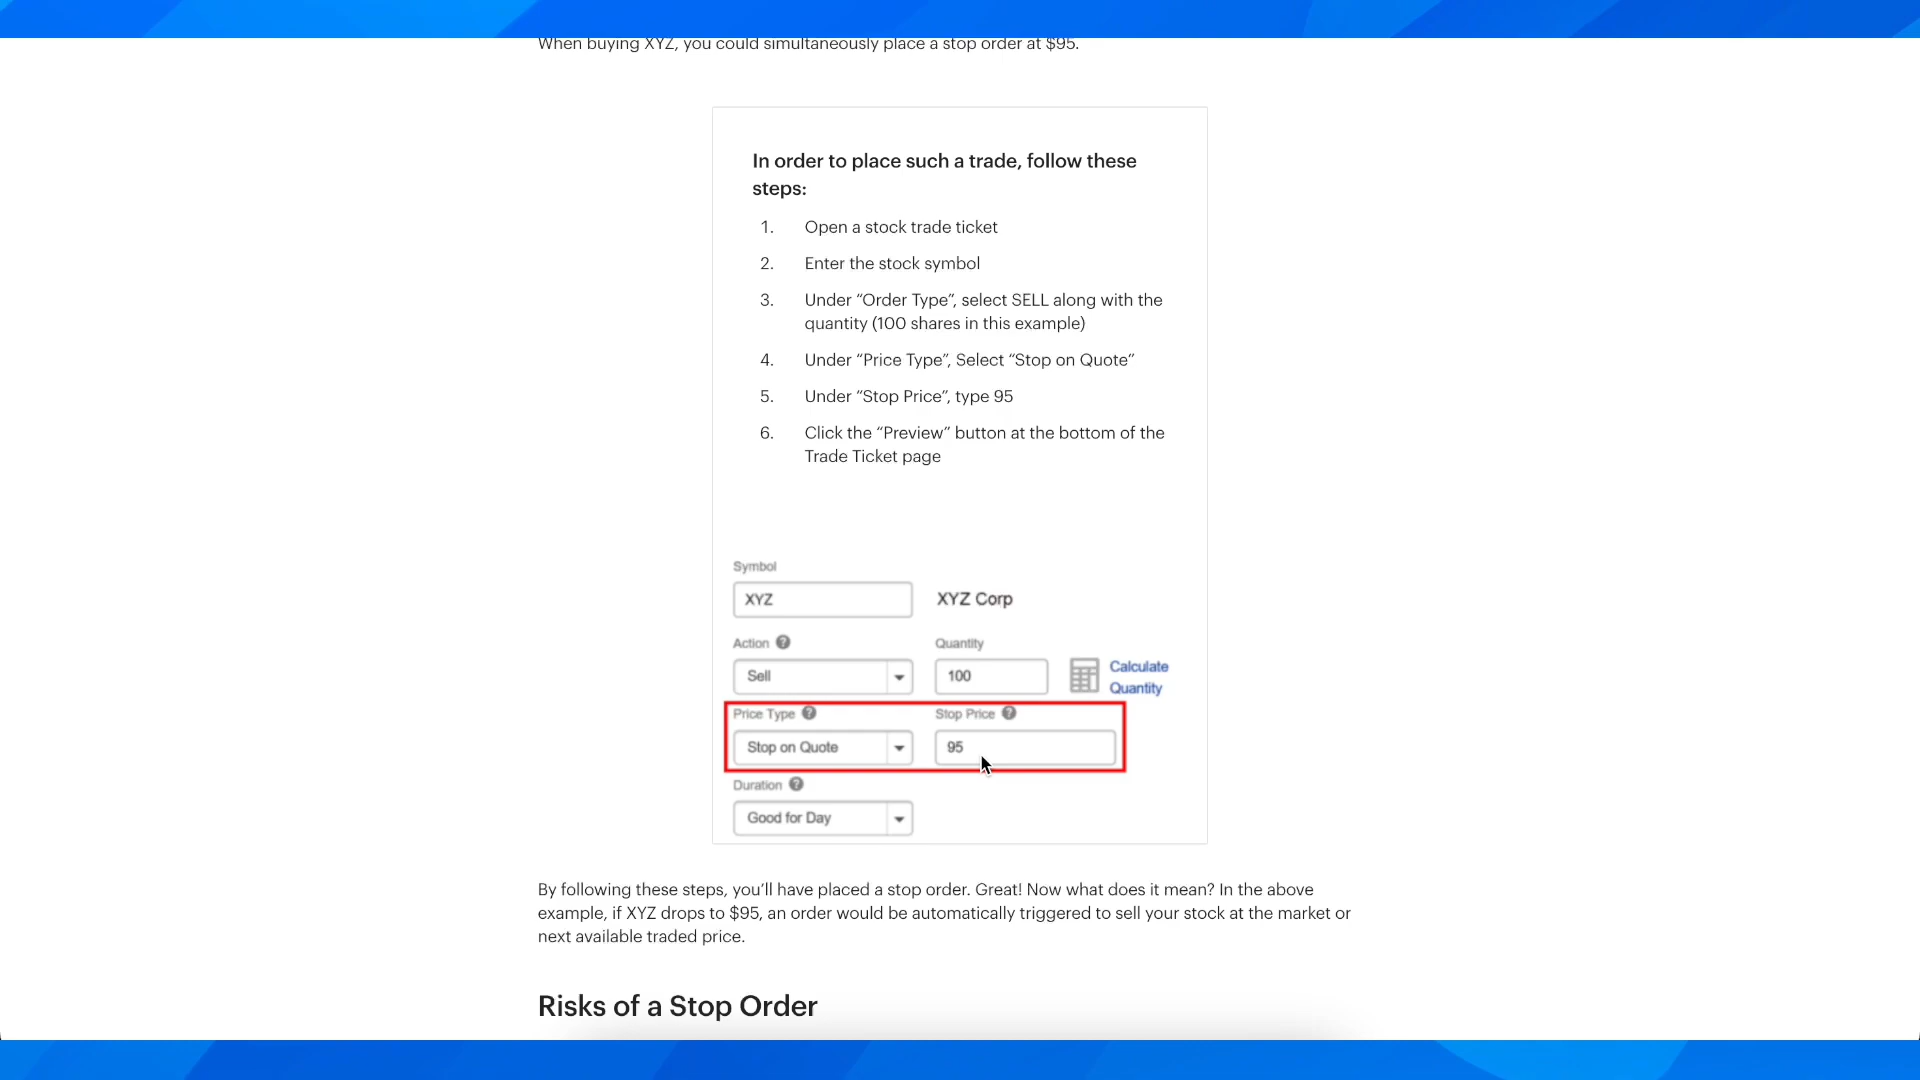 When buying XYZ, you could simultaneously place a stop order at $95.
In order to place such a trade, follow these
steps:
1. Open a stock trade ticket
2. Enter the stock symbol
3. Under “Order Type”, select SELL along with the
quantity (100 shares in this example)
4. Under “Price Type”, Select “Stop on Quote”
5. Under “Stop Price”, type 95
6. Click the “Preview” button at the bottom of the
Trade Ticket page
Symbol
XYZ XYZ Corp
Action ? Quantity
Sell 100 Calculate
Quantity
Price Type ? Stop Price ?
Stop on Quote 95
Duration ?
Good for Day
By following these steps, you’ll have placed a stop order. Great! Now what does it mean? In the above
example, if XYZ drops to $95, an order would be automatically triggered to sell your stock at the market or
next available traded price.
Risks of a Stop Order